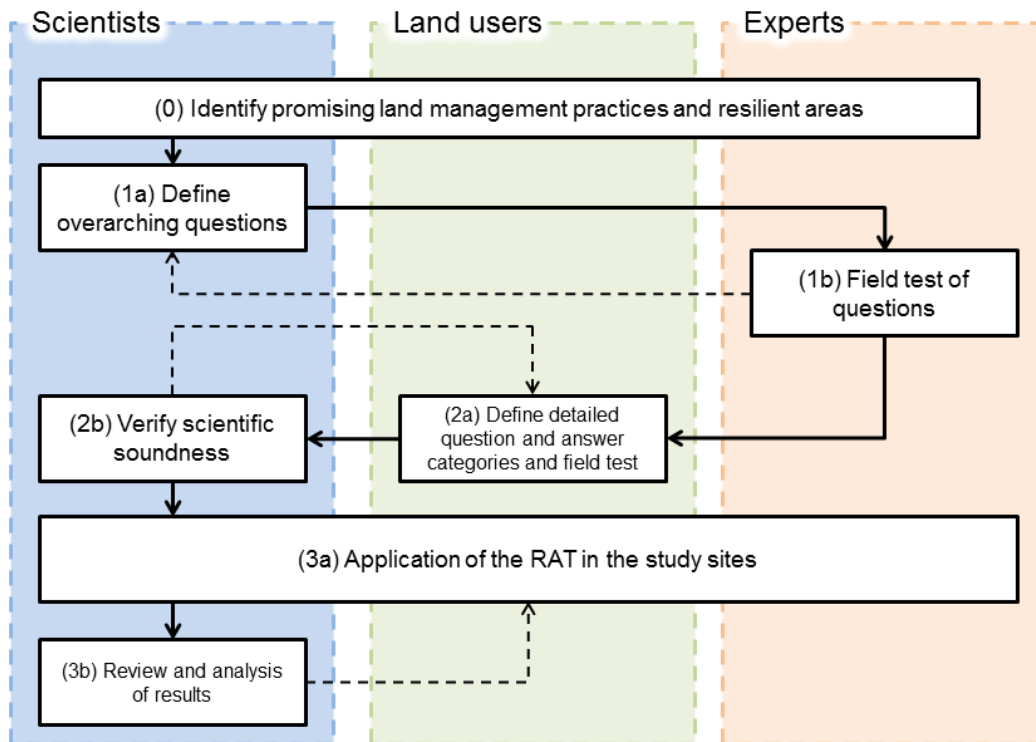 Scientists
Land users
Experts
(0) Identify promising land management practices and resilient areas
(1a) Define
overarching questions
(1b) Field test of
questions
(2b) Verify scientific
soundness
(2a) Define detailed
question and answer
categories and field test
(3a) Application of the RAT in the study sites
(3b) Review and analysis
of results